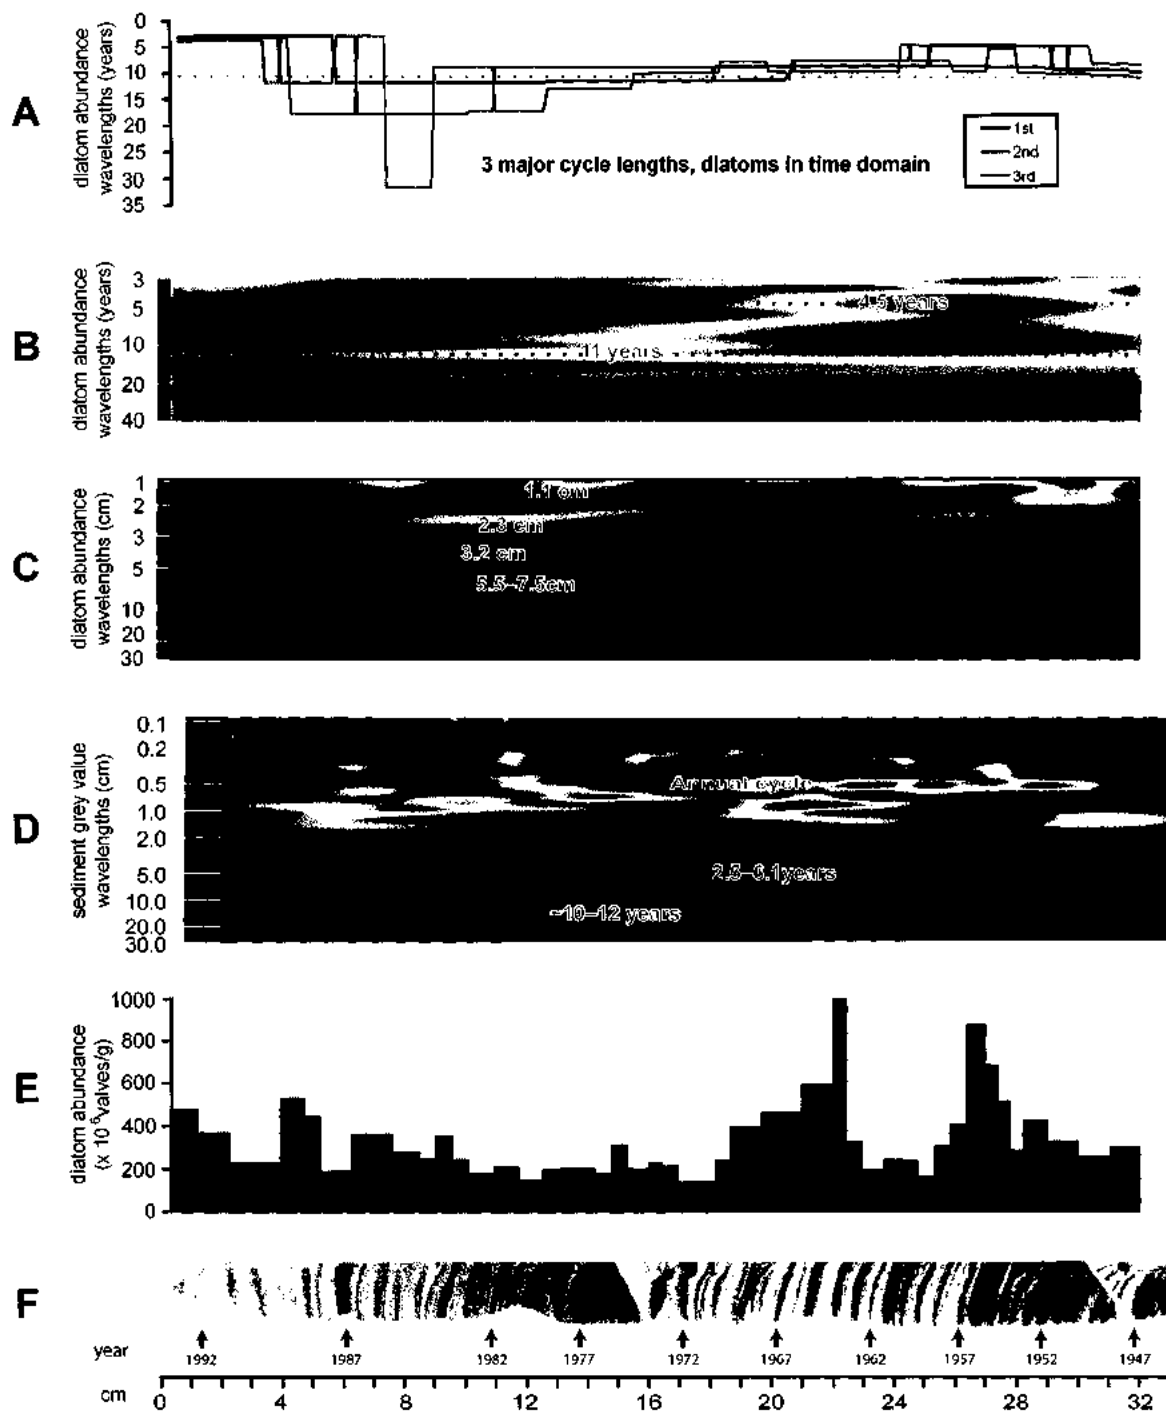 A
diatom abundance
wavelengths (years)
0
5
10
15
20
25
30
35
3 major cycle lengths, diatoms in time domain
1st
2nd
3rd
B
diatom abundance
wavelengths (years)
3
5
10
20
40
4.5 years
11 years
C
diatom abundance
wavelengths (cm)
1
2
3
5
10
20
30
1.1 cm
2.3 cm
3.2 cm
5.5–7.5cm
D
sediment grey value
wavelengths (cm)
0.1
0.2
0.5
1.0
2.0
5.0
10.0
20.0
30.0
Annual cycle
2.5–6.1years
~10–12 years
E
diatom abundance
(x 10⁶valves/g)
1000
800
600
400
200
0
F
year
1992 1987 1982 1977 1972 1967 1962 1957 1952 1947
cm
0 4 8 12 16 20 24 28 32